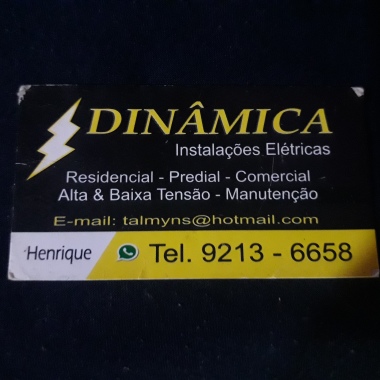 DINÂMICA
Instalações Elétricas
Residencial - Predial - Comercial
Alta & Baixa Tensão - Manutenção
E-mail: talmyns@hotmail.com
Henrique Tel. 9213 - 6658